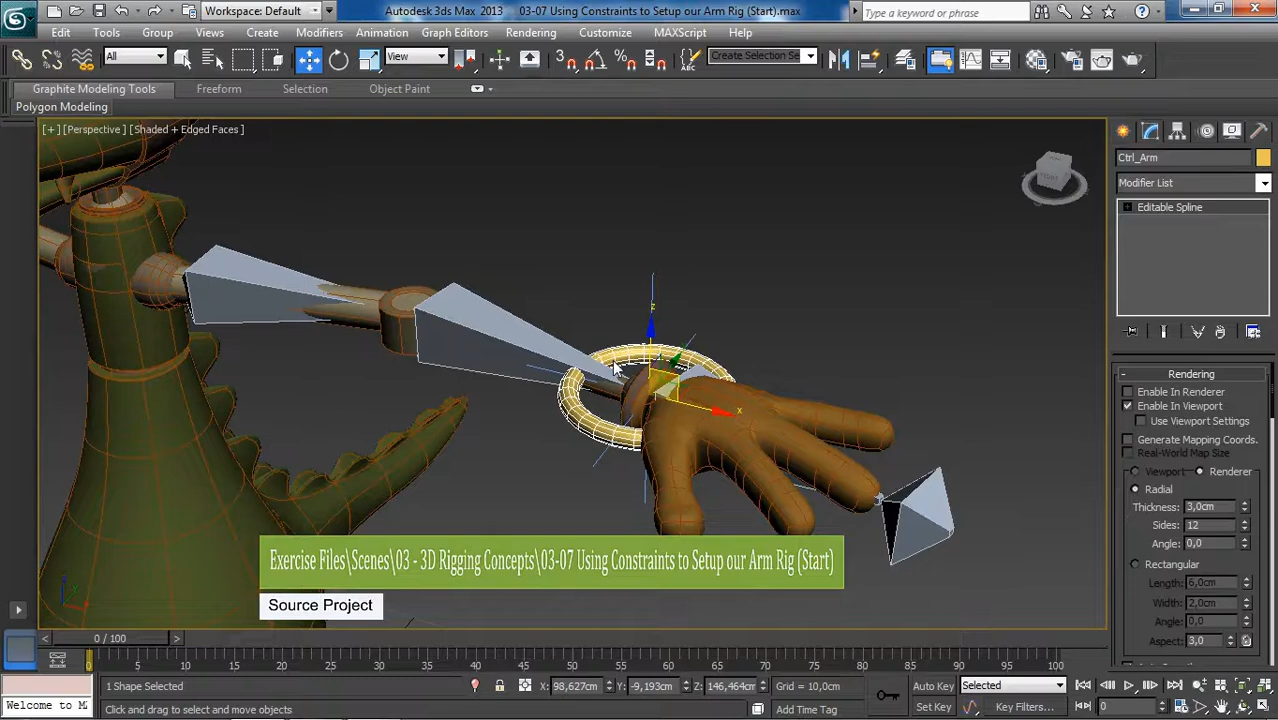 Workspace: Default
Autodesk 3ds Max 2013
03-07 Using Constraints to Setup our Arm Rig (Start).max
Type a keyword or phrase
Edit Tools Group Views Create Modifiers Animation Graph Editors Rendering Customize MAXScript Help
All
View
Create Selection Se
Graphite Modeling Tools Freeform Selection Object Paint
Polygon Modeling
[+] [Perspective] [Shaded + Edged Faces]
Ctrl_Arm
Modifier List
Editable Spline
z
x
Rendering
Enable In Renderer
Enable In Viewport
Use Viewport Settings
Generate Mapping Coords.
Real-World Map Size
Viewport Renderer
Radial
Thickness: 3,0cm
Sides: 12
Angle: 0,0
Rectangular
Length: 6,0cm
Width: 2,0cm
Angle: 0,0
Aspect: 3,0
Exercise Files\Scenes\03 - 3D Rigging Concepts\03-07 Using Constraints to Setup our Arm Rig (Start)
Source Project
0 / 100
0 5 10 15 20 25 30 35 40 45 50 55 60 65 70 75 80 85 90 95 100
1 Shape Selected
X: 98,627cm Y: -9,193cm Z: 146,464cm Grid = 10,0cm
Auto Key Selected
Welcome to M
Click and drag to select and move objects
Add Time Tag
Set Key Key Filters... 0